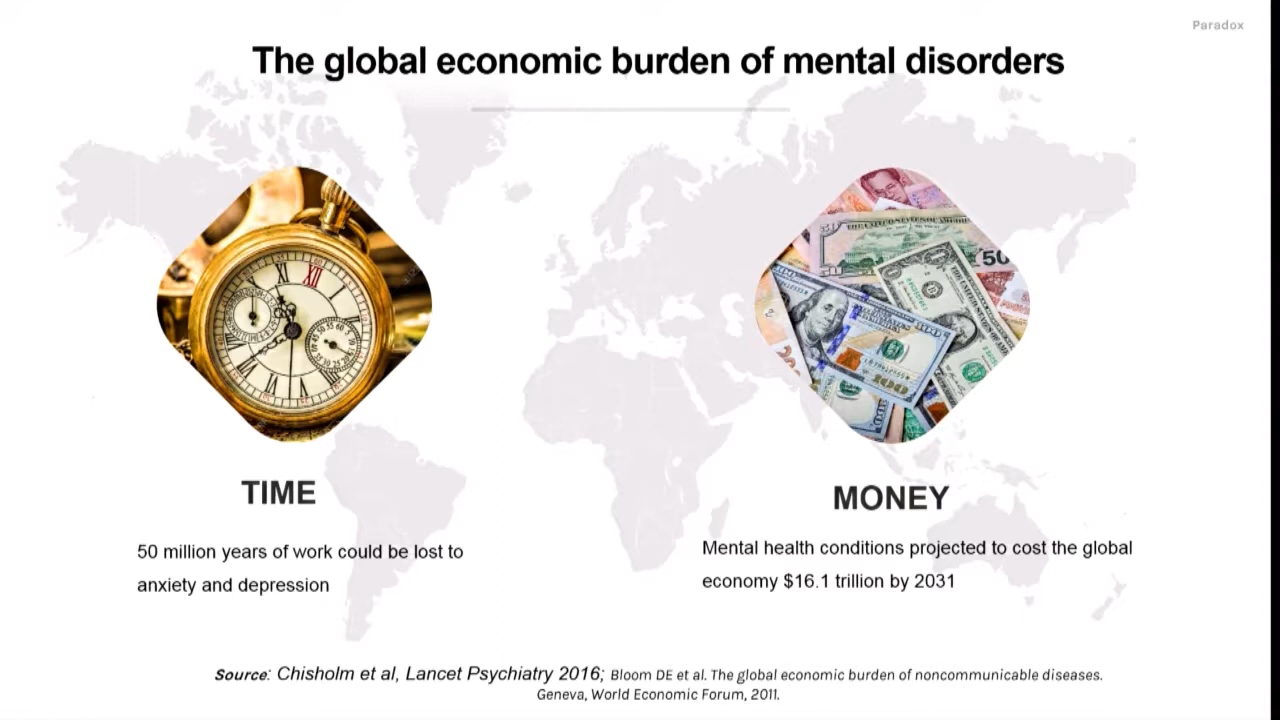 Paradox
The global economic burden of mental disorders
TIME
50 million years of work could be lost to
anxiety and depression
MONEY
Mental health conditions projected to cost the global
economy $16.1 trillion by 2031
Source: Chisholm et al, Lancet Psychiatry 2016; Bloom DE et al. The global economic burden of noncommunicable diseases.
Geneva, World Economic Forum, 2011.